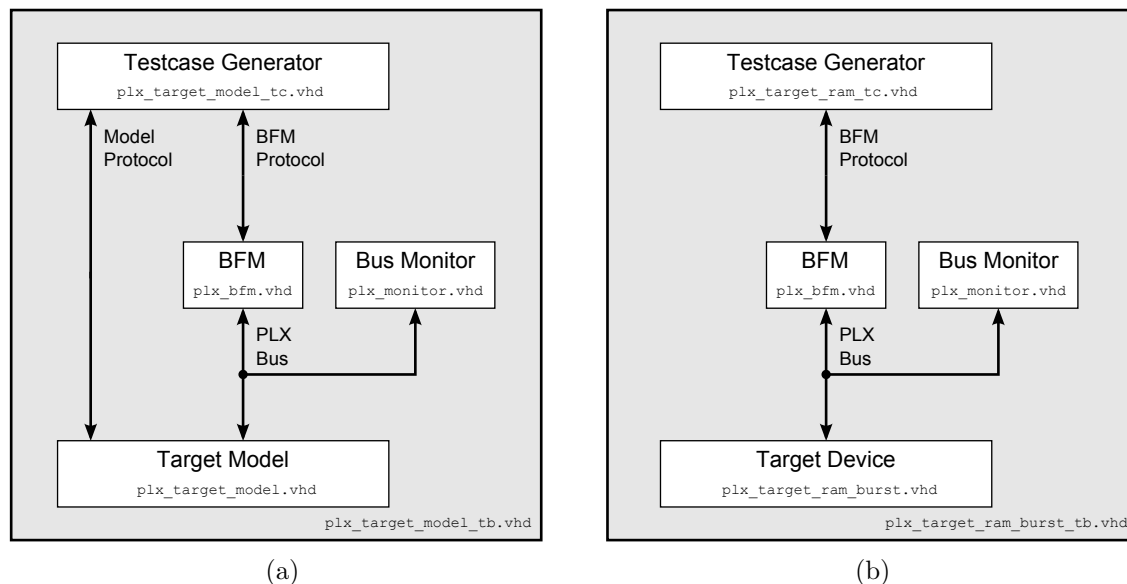 Testcase Generator
plx_target_model_tc.vhd
Model
Protocol
BFM
Protocol
BFM
plx_bfm.vhd
Bus Monitor
plx_monitor.vhd
PLX
Bus
Target Model
plx_target_model.vhd
plx_target_model_tb.vhd
(a)
Testcase Generator
plx_target_ram_tc.vhd
BFM
Protocol
BFM
plx_bfm.vhd
Bus Monitor
plx_monitor.vhd
PLX
Bus
Target Device
plx_target_ram_burst.vhd
plx_target_ram_burst_tb.vhd
(b)